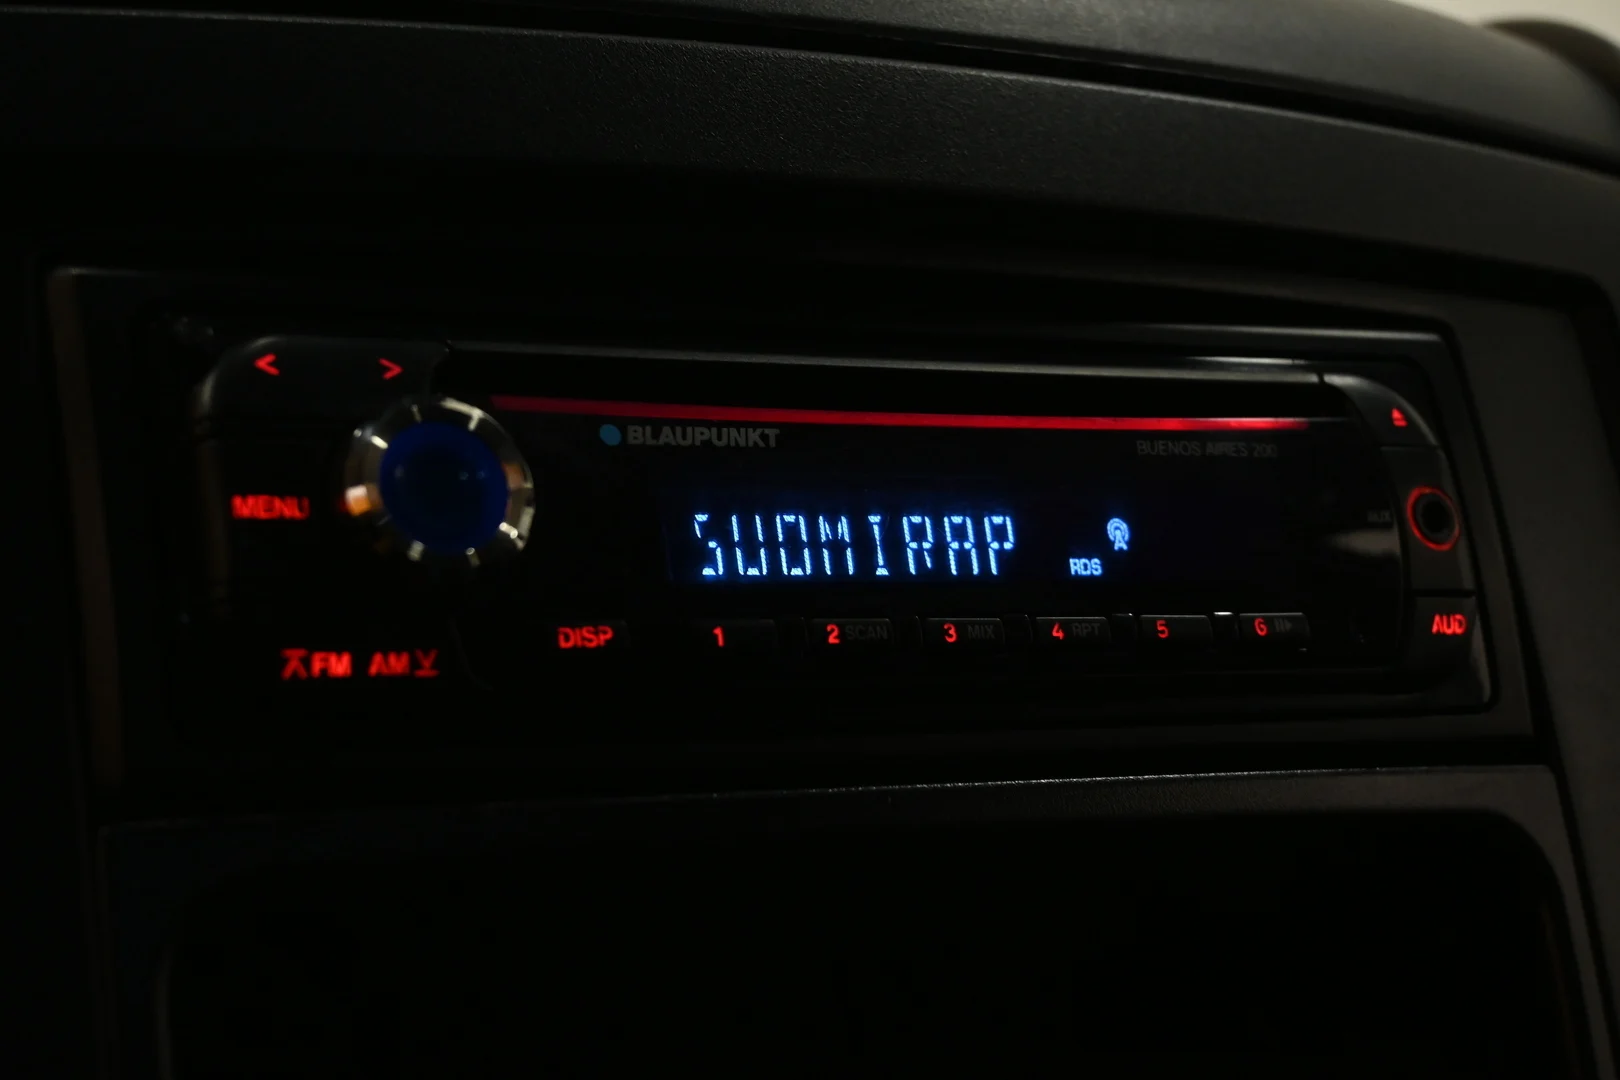 < >
BLAUPUNKT
BUENOS AIRES 200
MENU
SUOMIRAP
RDS
AUX
DISP 1 2 SCAN 3 MIX 4 RPT 5 6
AUD
FM AM